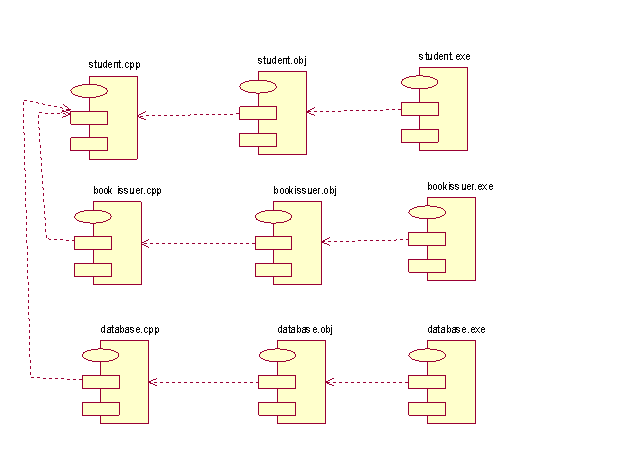 student.cpp
student.obj
student.exe
book issuer.cpp
bookissuer.obj
bookissuer.exe
database.cpp
database.obj
database.exe